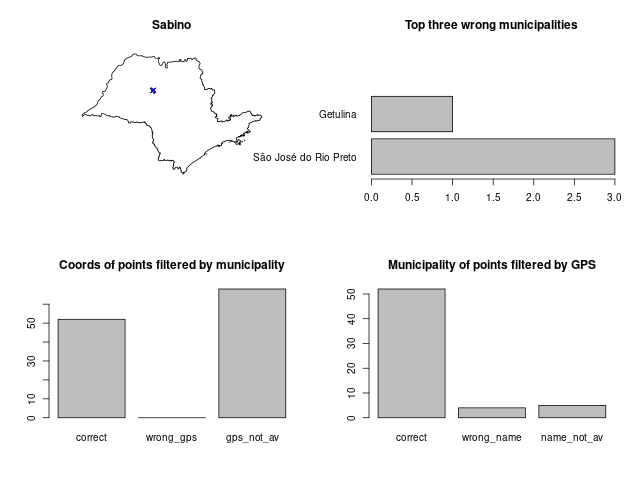 Sabino
Top three wrong municipalities
Getulina
São José do Rio Preto
0.0 0.5 1.0 1.5 2.0 2.5 3.0
Coords of points filtered by municipality
50
30
10
0
correct wrong_gps gps_not_av
Municipality of points filtered by GPS
50
40
30
20
10
0
correct wrong_name name_not_av